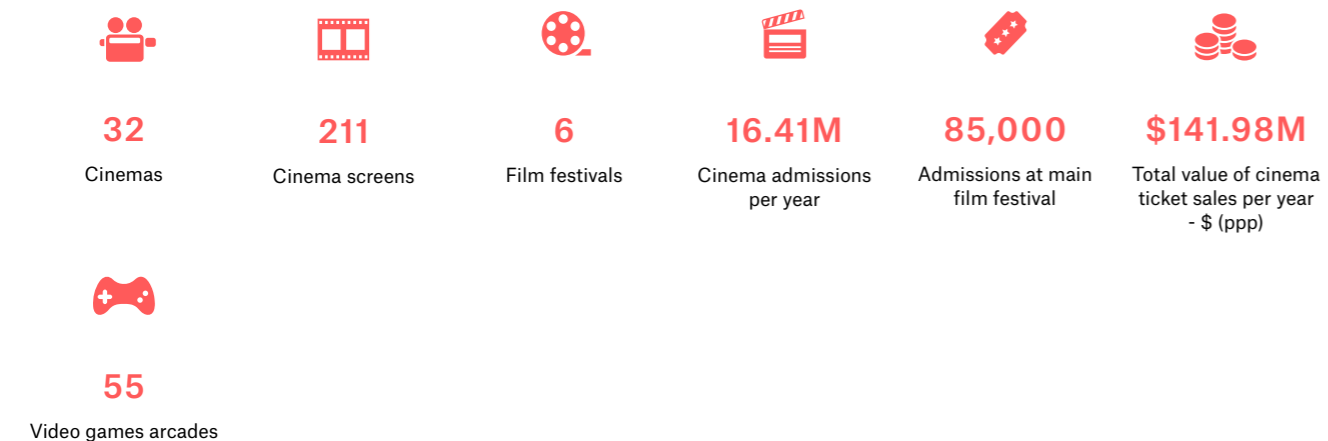 32
Cinemas
211
Cinema screens
6
Film festivals
16.41M
Cinema admissions
per year
85,000
Admissions at main
film festival
$141.98M
Total value of cinema
ticket sales per year
- $ (ppp)
55
Video games arcades